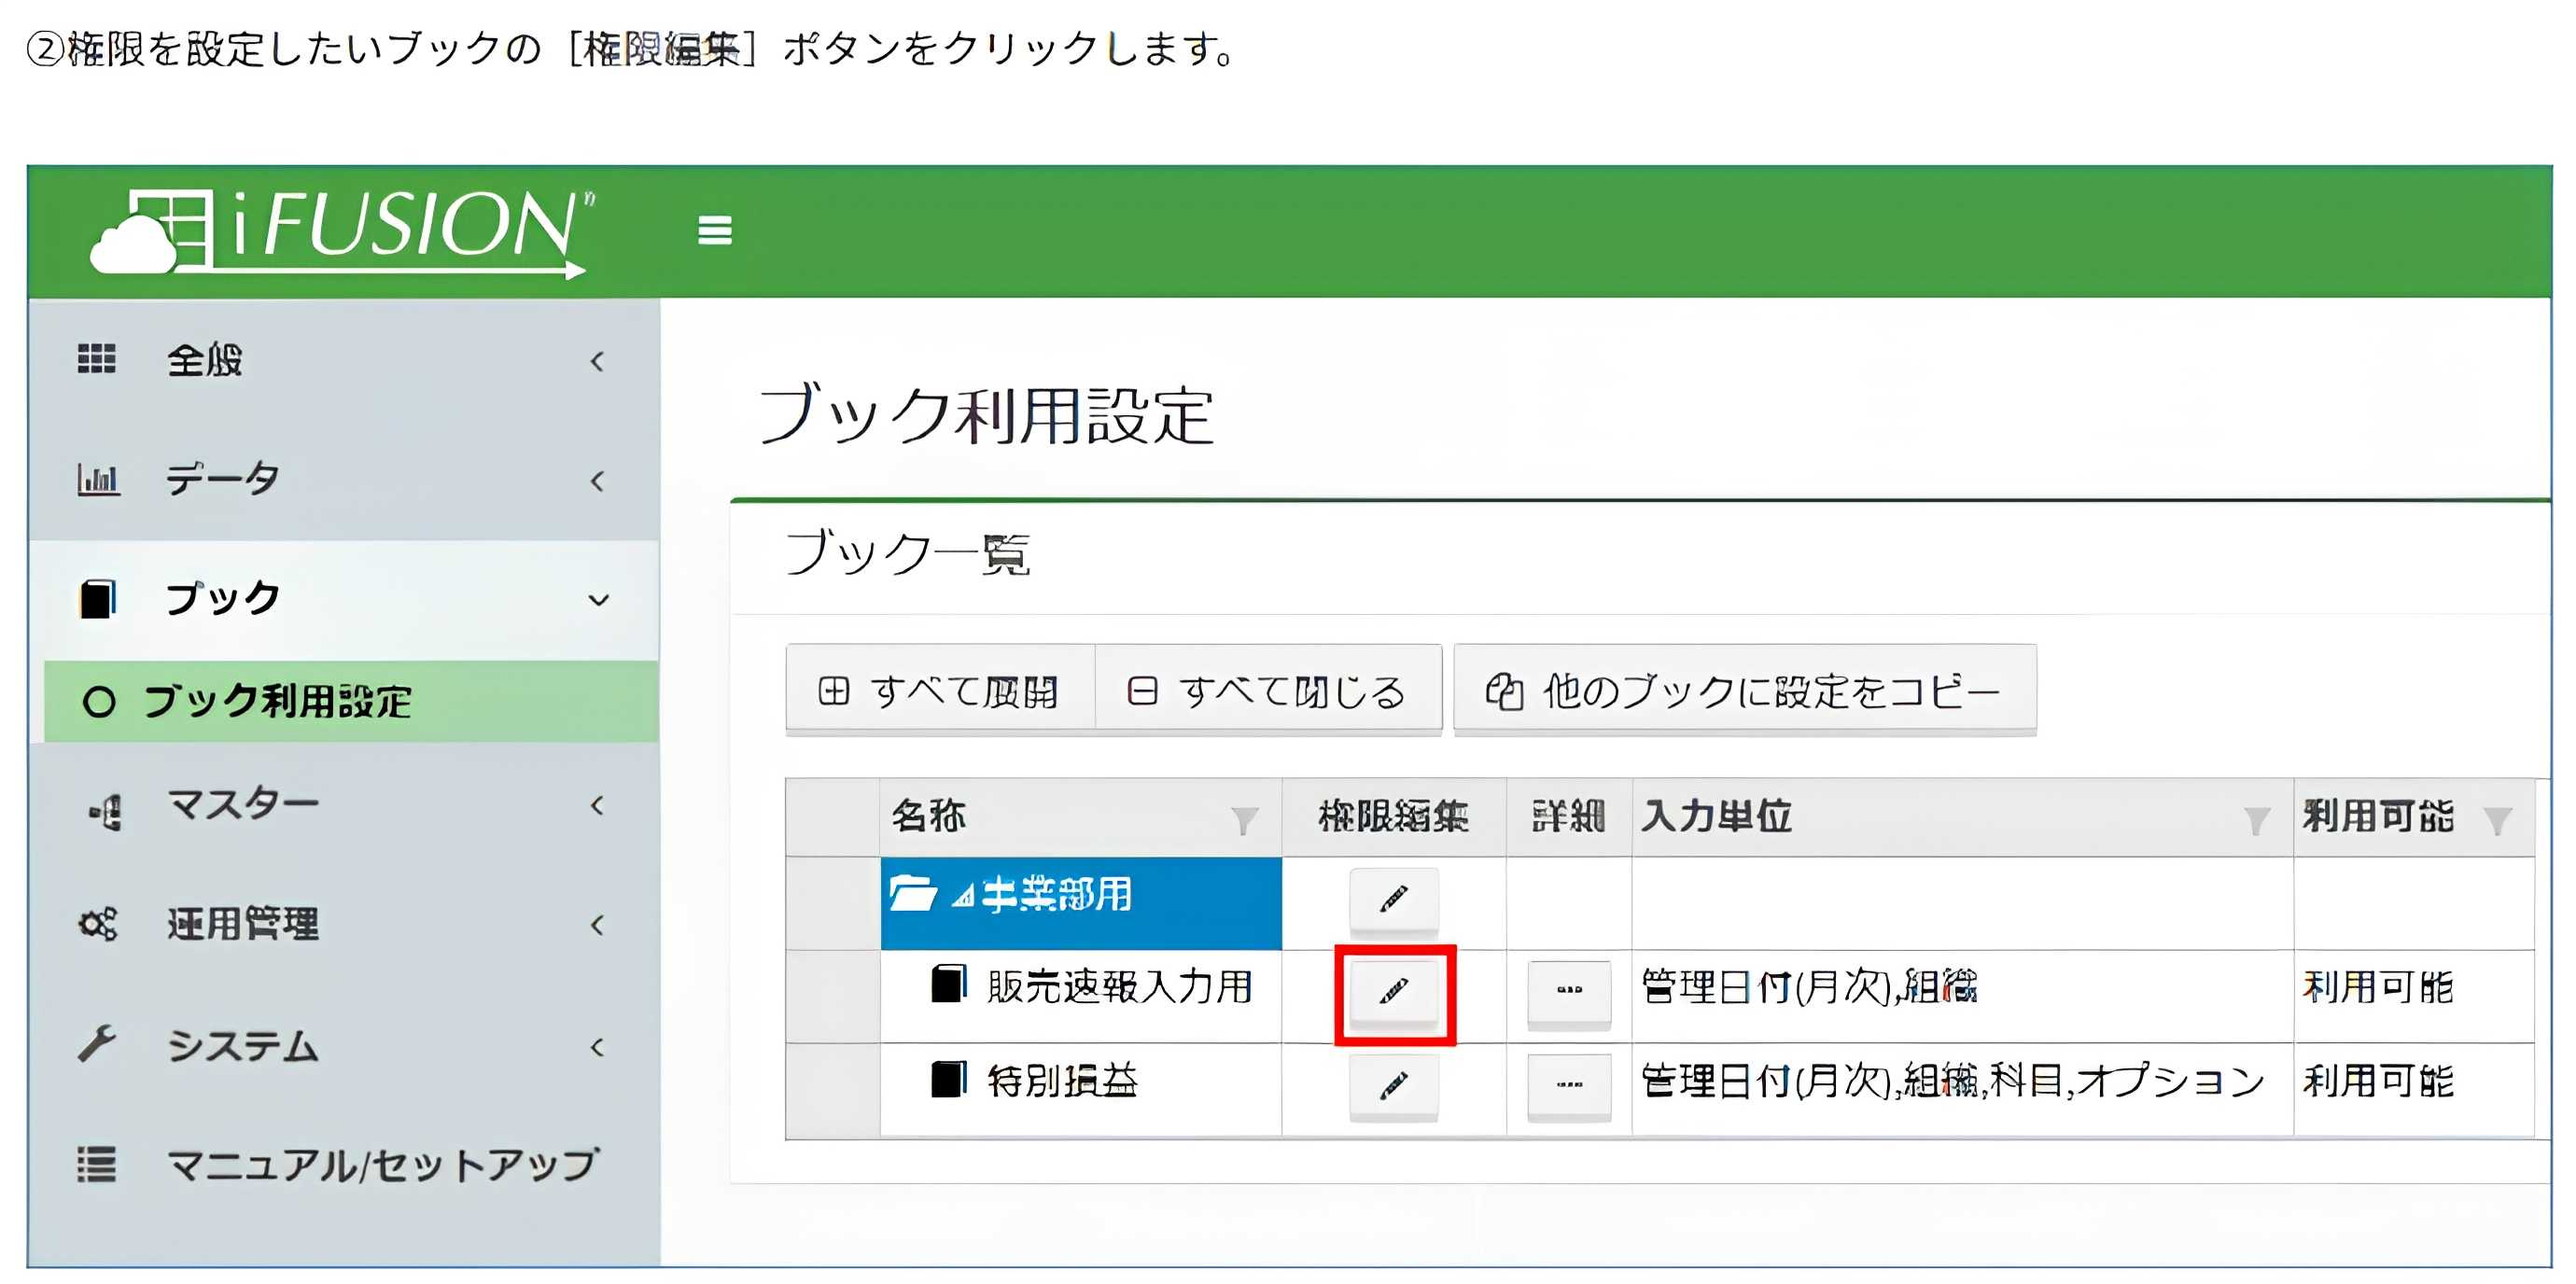 ②権限を設定したいブックの［権限編集］ボタンをクリックします。
i FUSION
全般
データ
ブック
ブック利用設定
マスター
運用管理
システム
マニュアル/セットアップ
ブック利用設定
ブック一覧
すべて展開 すべて閉じる 他のブックに設定をコピー
名称 権限編集 詳細 入力単位 利用可能
事業部用
販売速報入力用 ... 管理日付(月次),組織 利用可能
特別損益 ... 管理日付(月次),組織,科目,オプション 利用可能